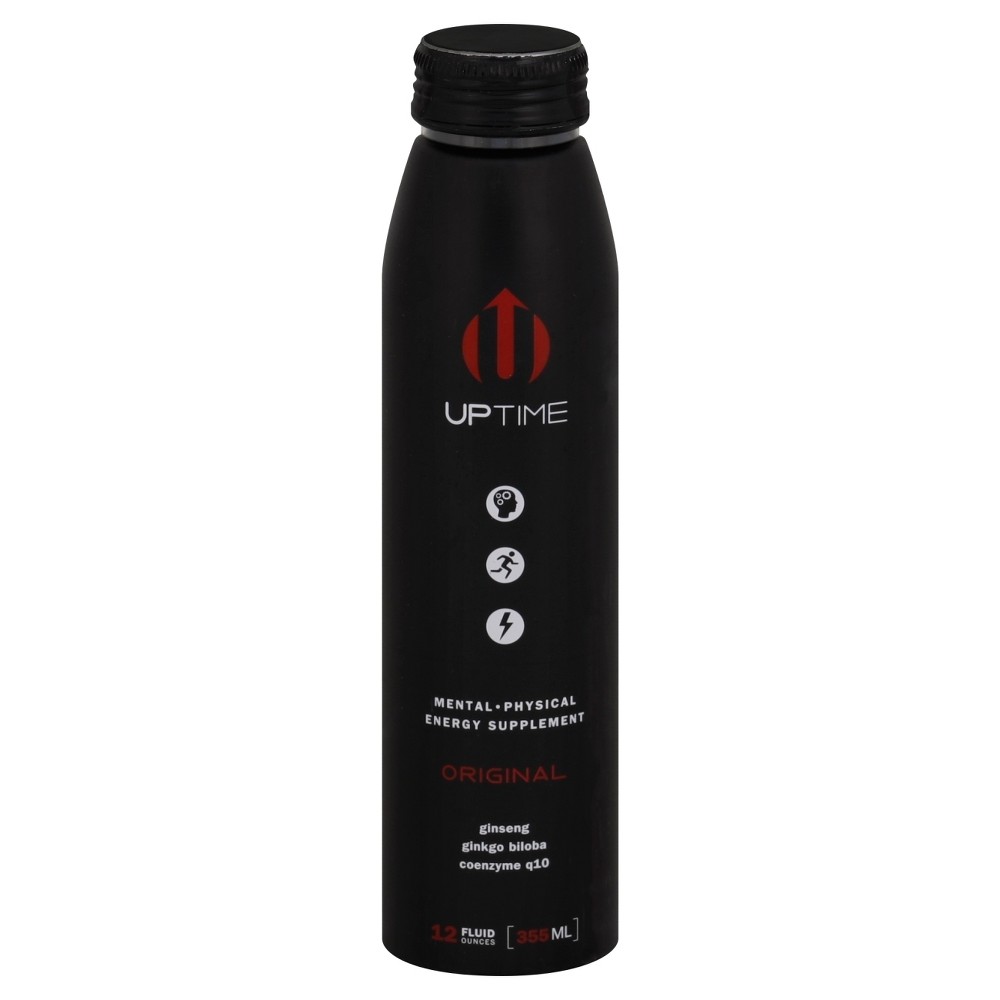 UPTIME
MENTAL • PHYSICAL
ENERGY SUPPLEMENT
ORIGINAL
ginseng
ginkgo biloba
coenzyme q10
12 FLUID OUNCES [355 ML]